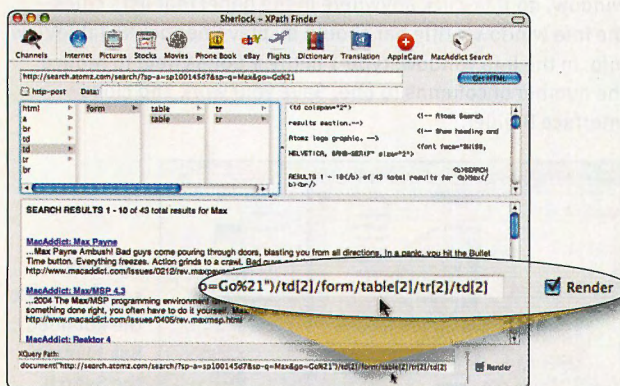 Sherlock – XPath Finder
Channels Internet Pictures Stocks Movies Phone Book eBay Flights Dictionary Translation AppleCare MacAddict Search
http://search.atomz.com/search/?sp-a=sp100145d7&sp-q=Max&go=Go%21
Get HTML
http-post Data:
html
a
br
td
td
tr
br
form
table
table
tr
tr
<td colspan="2">
results section.-->
<!-- Atomz Search
Atomz logo graphic. -->
<!-- Show heading and
<font face="SWISS,
HELVETICA, SANS-SERIF" size="2">
<b>SEARCH
RESULTS 1 - 10</b> of 43 total results for <b>Max</
b><br/>
SEARCH RESULTS 1 - 10 of 43 total results for Max
MacAddict: Max Payne
...Max Payne Ambush! Bad guys come pouring through doors, blasting you from all directions. In a panic, you hit the Bullet
Time button. Everything freezes. Action grinds to a crawl. Bad
http://www.macaddict.com/issues/0212/rev.maxpayne
MacAddict: Max/MSP 4.3
...2004 The Max/MSP programming environment
something done right, you often have to do it yourself. Max
http://www.macaddict.com/issues/0405/rev.maxmsp.html
MacAddict: Reaktor 4
o=Go%21")/td[2]/form/table[2]/tr[2]/td[2]
Render
XQuery Path:
document("http://search.atomz.com/search/?sp-a=sp100145d7&sp-q=Max&go=Go%21")/td[2]/form/table[2]/tr[2]/td[2]
Render